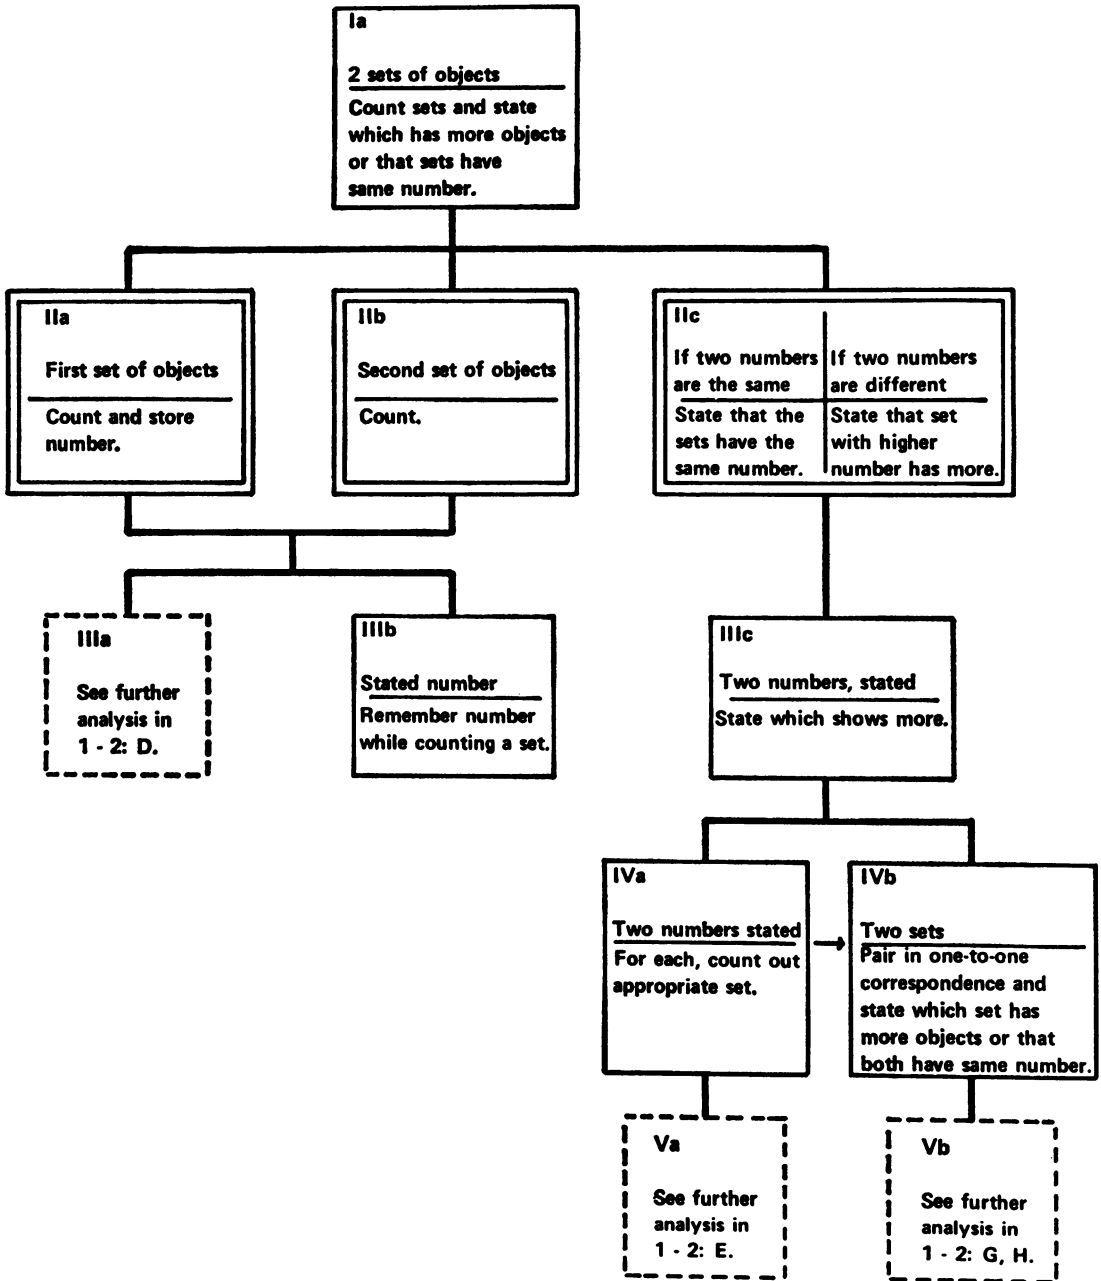 Ia
2 sets of objects
Count sets and state
which has more objects
or that sets have
same number.
IIa
First set of objects
Count and store
number.
IIb
Second set of objects
Count.
IIc
If two numbers
are the same
State that the
sets have the
same number.
If two numbers
are different
State that set
with higher
number has more.
IIIa
See further
analysis in
1 - 2: D.
IIIb
Stated number
Remember number
while counting a set.
IIIc
Two numbers, stated
State which shows more.
IVa
Two numbers stated
For each, count out
appropriate set.
IVb
Two sets
Pair in one-to-one
correspondence and
state which set has
more objects or that
both have same number.
Va
See further
analysis in
1 - 2: E.
Vb
See further
analysis in
1 - 2: G, H.